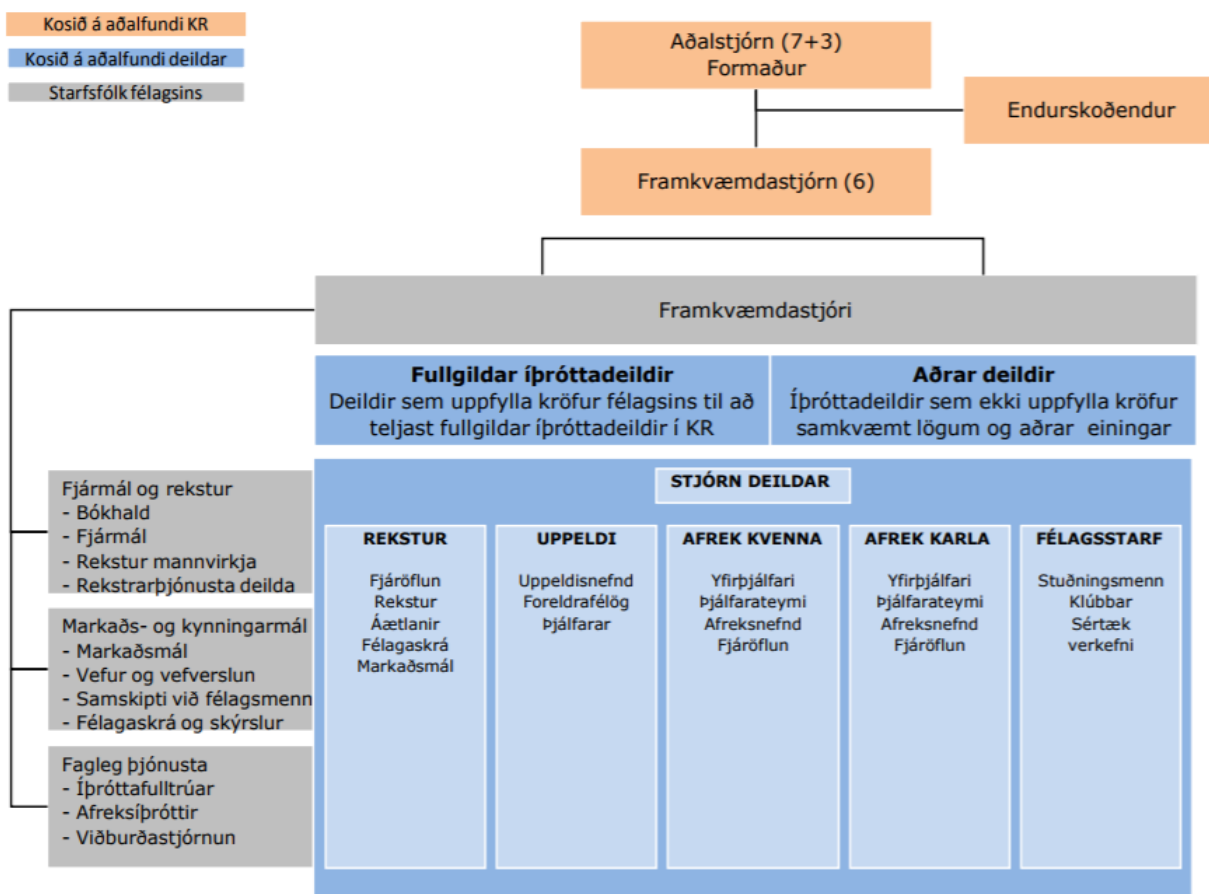 Kosið á aðalfundi KR
Kosið á aðalfundi deildar
Starfsfólk félagsins
Aðalstjórn (7+3)
Formaður
Endurskoðendur
Framkvæmdastjórn (6)
Framkvæmdastjóri
Fullgildar íþróttadeildir
Deildir sem uppfylla kröfur félagsins til að
teljast fullgildar íþróttadeildir í KR
Aðrar deildir
Íþróttadeildir sem ekki uppfylla kröfur
samkvæmt lögum og aðrar einingar
Fjármál og rekstur
- Bókhald
- Fjármál
- Rekstur mannvirkja
- Rekstrarþjónusta deilda
Markaðs- og kynningarmál
- Markaðsmál
- Vefur og vefverslun
- Samskipti við félagsmenn
- Félagaskrá og skýrslur
Fagleg þjónusta
- Íþróttafulltrúar
- Afreksíþróttir
- Viðburðastjórnun
STJÓRN DEILDAR
REKSTUR
Fjáröflun
Rekstur
Áætlanir
Félagaskrá
Markaðsmál
UPPELDI
Uppeldisnefnd
Foreldrafélög
Þjálfarar
AFREK KVENNA
Yfirþjálfari
Þjálfarateymi
Afreksnefnd
Fjáröflun
AFREK KARLA
Yfirþjálfari
Þjálfarateymi
Afreksnefnd
Fjáröflun
FÉLAGSSTARF
Stuðningsmenn
Klúbbar
Sértæk
verkefni